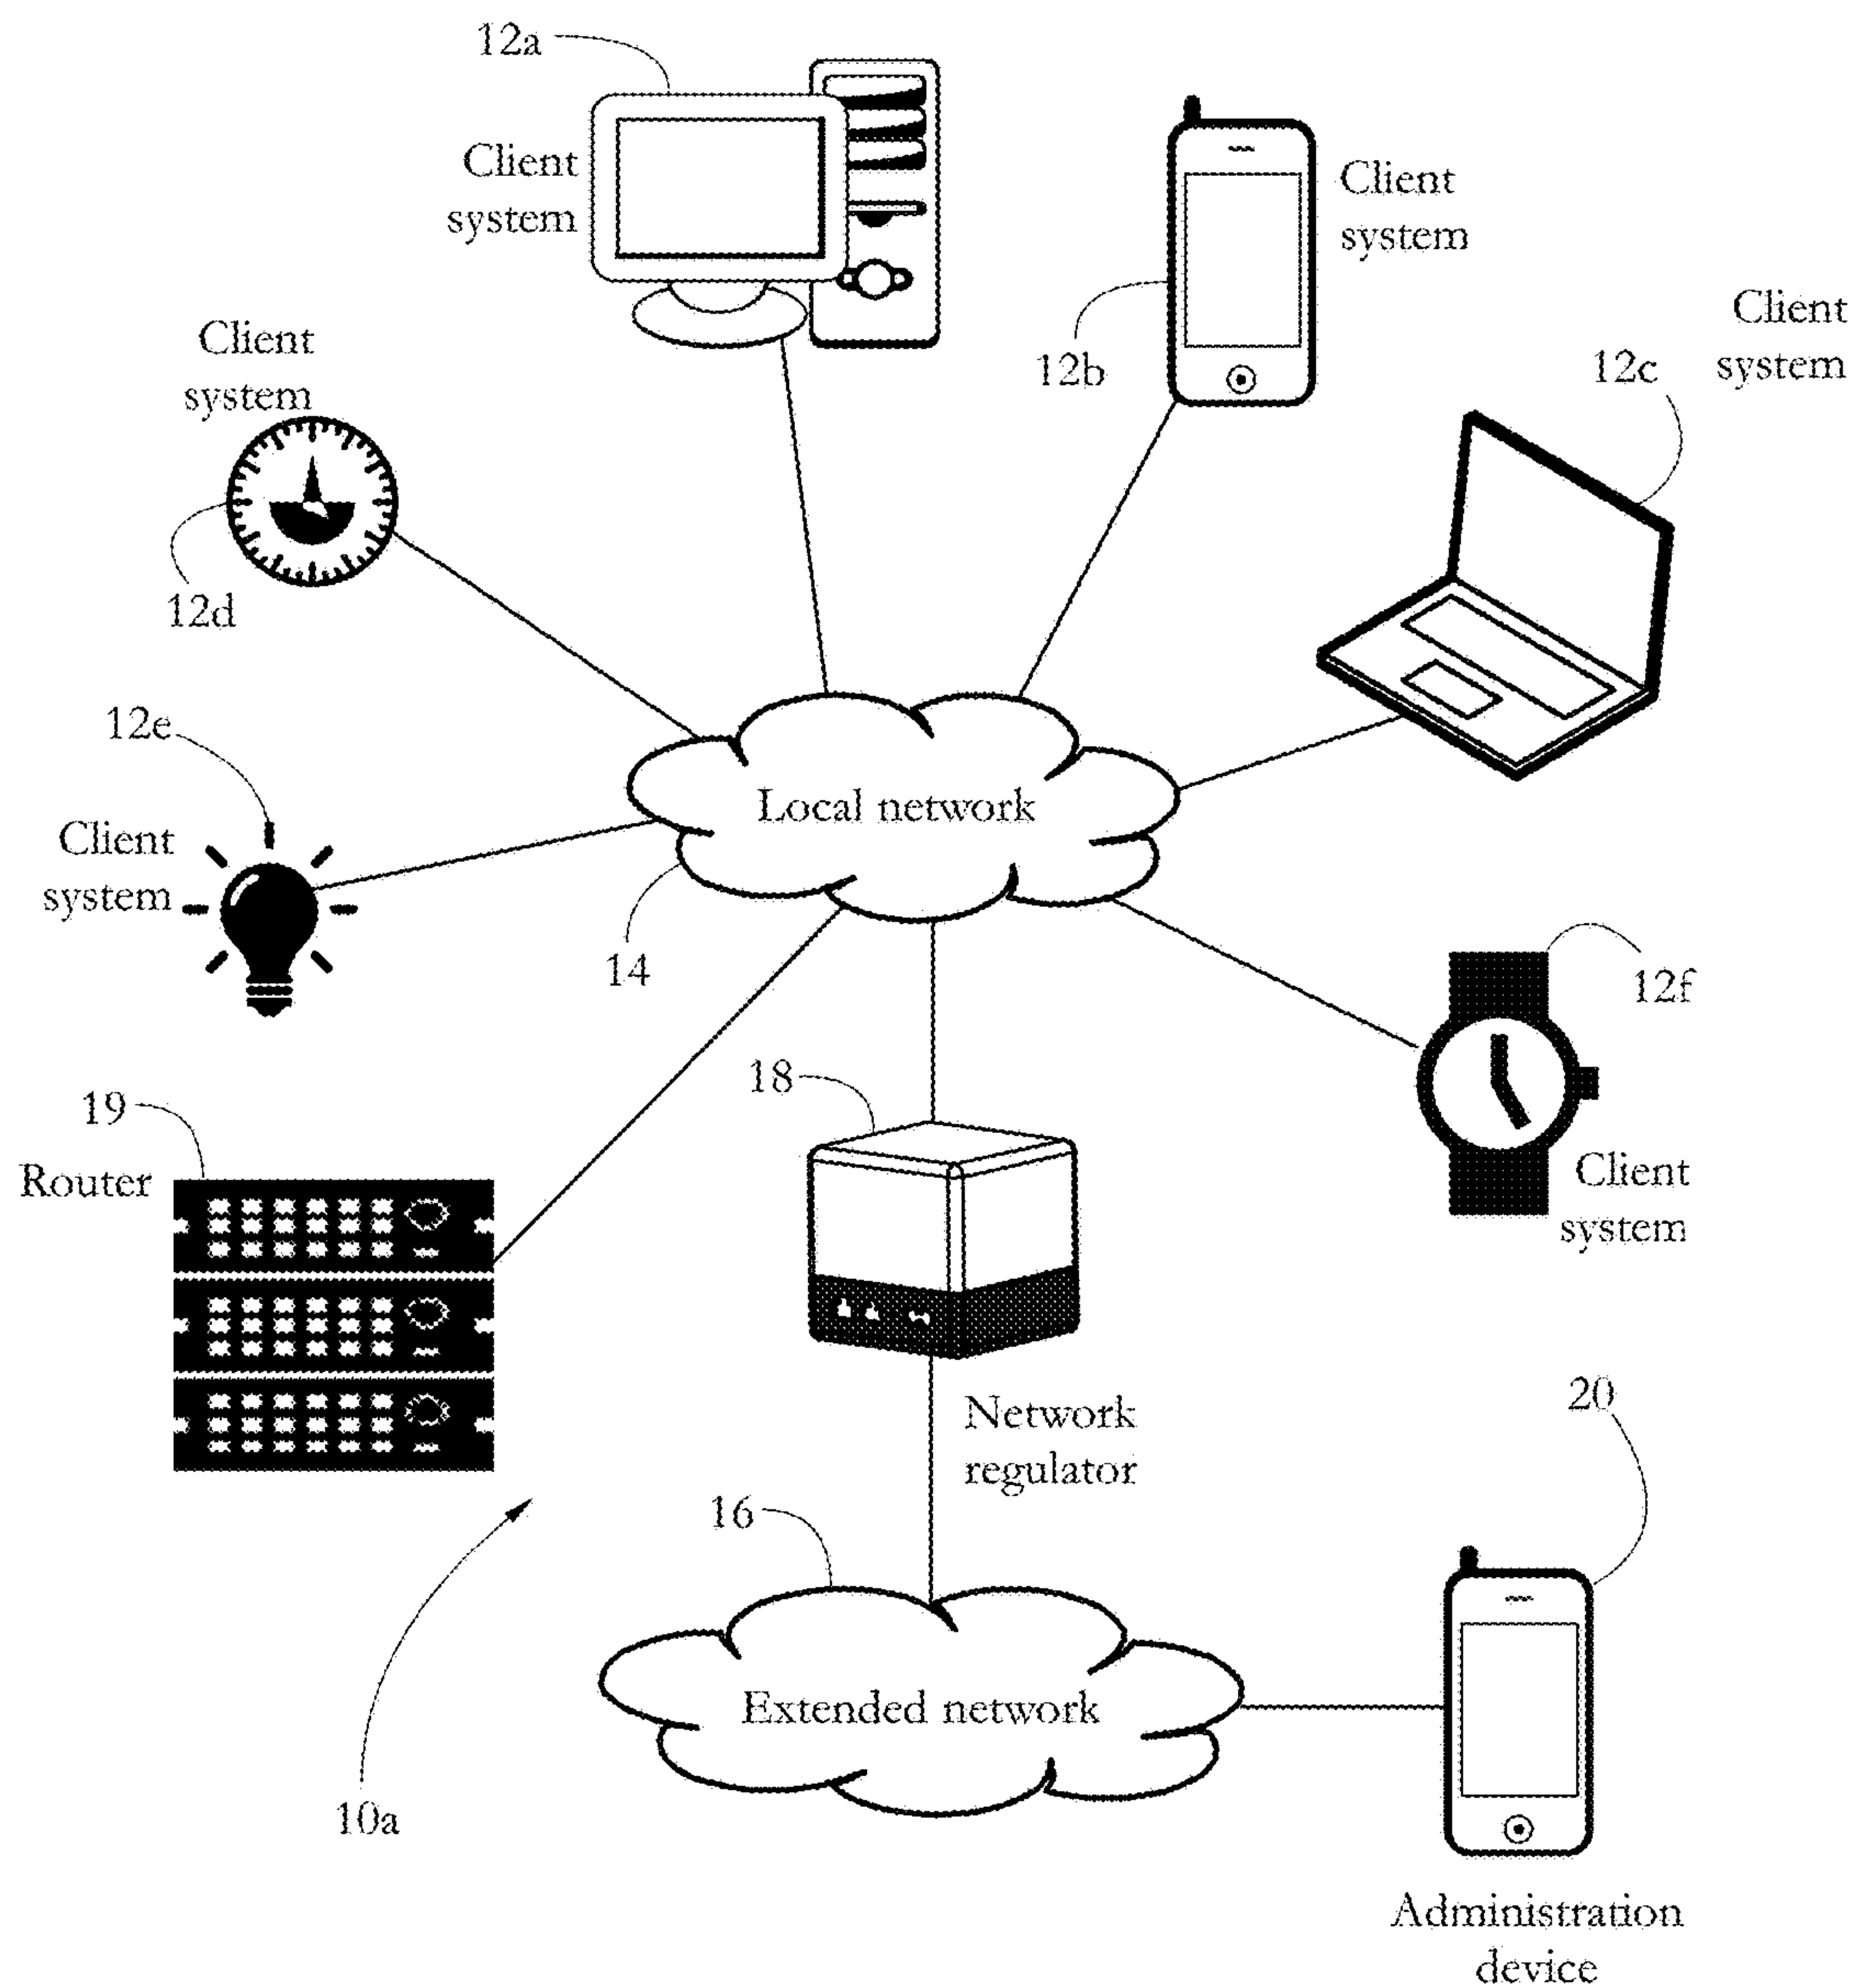 12a
Client
system
Client
system
12b
Client
system
12c
Client
system
12d
Local network
14
12e
Client
system
12f
Client
system
18
19
Router
Network
regulator
20
16
Extended network
10a
Administration
device